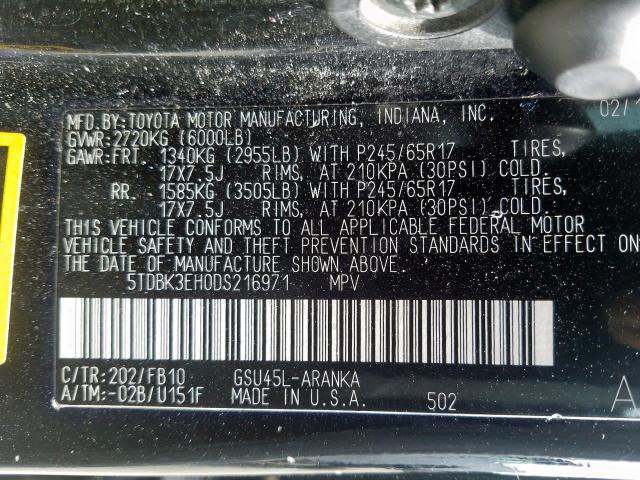 MFD.BY:TOYOTA MOTOR MANUFACTURING, INDIANA, INC. 02/
GVWR:2720KG (6000LB)
GAWR:FRT. 1340KG (2955LB) WITH P245/65R17 TIRES,
17X7.5J RIMS, AT 210KPA (30PSI) COLD.
RR. 1585KG (3505LB) WITH P245/65R17 TIRES,
17X7.5J RIMS, AT 210KPA (30PSI) COLD.
THIS VEHICLE CONFORMS TO ALL APPLICABLE FEDERAL MOTOR
VEHICLE SAFETY AND THEFT PREVENTION STANDARDS IN EFFECT ON
THE DATE OF MANUFACTURE SHOWN ABOVE.
5TDBK3EH0DS216971 MPV
C/TR:202/FB10 GSU45L-ARANKA
A/TM:-02B/U151F MADE IN U.S.A. 502 A